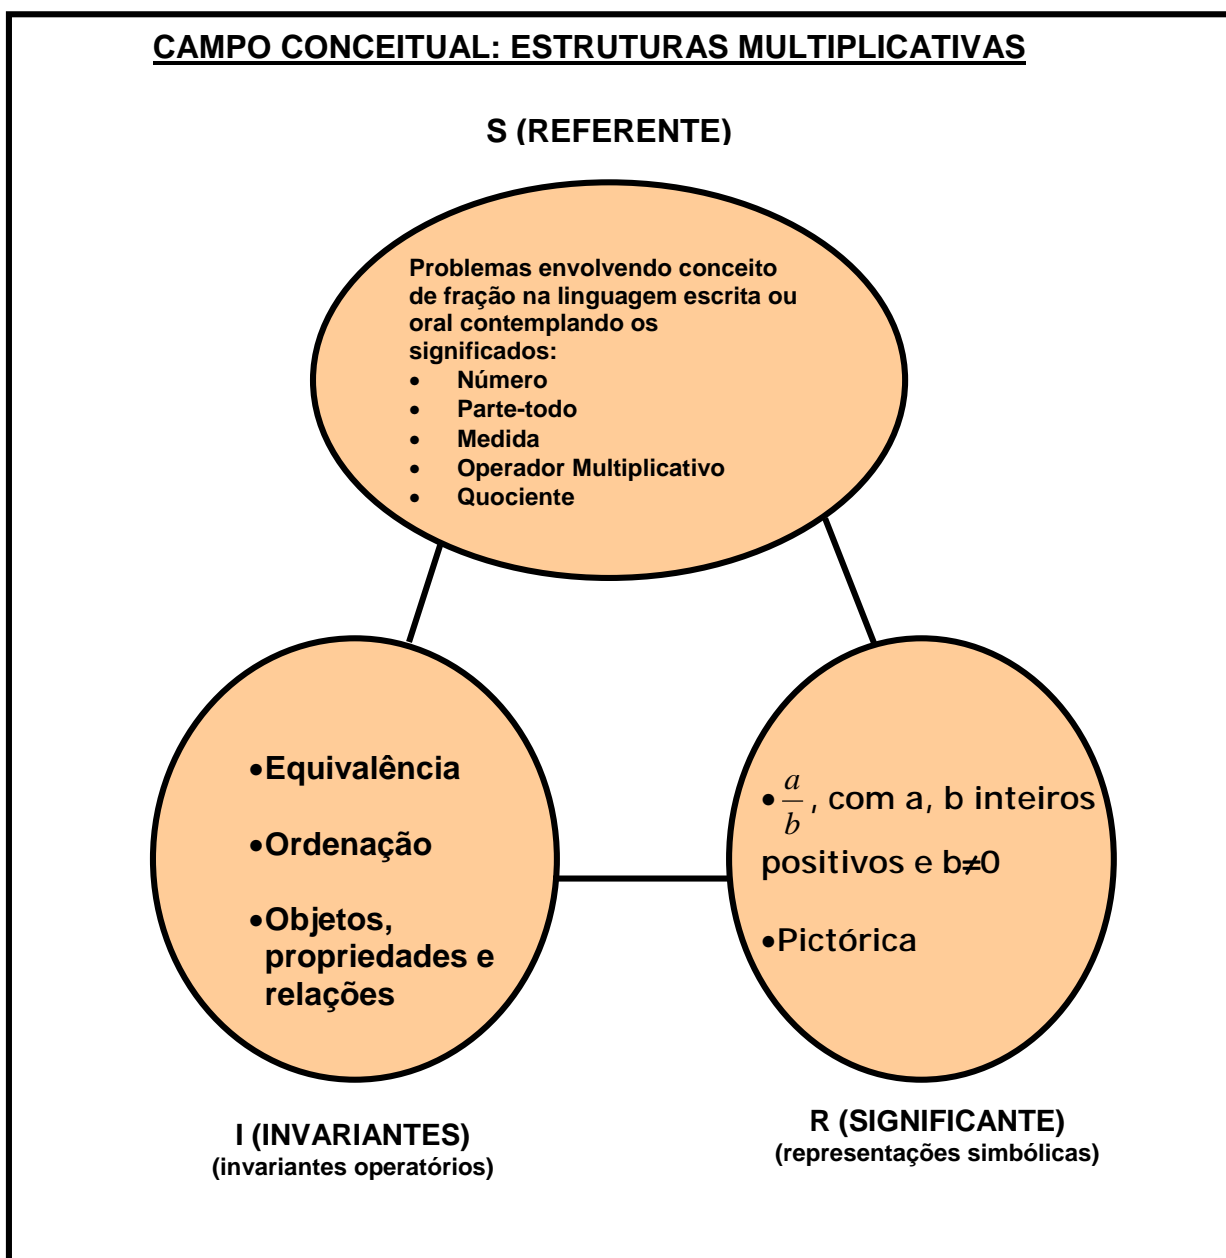 CAMPO CONCEITUAL: ESTRUTURAS MULTIPLICATIVAS
S (REFERENTE)
Problemas envolvendo conceito
de fração na linguagem escrita ou
oral contemplando os
significados:
• Número
• Parte-todo
• Medida
• Operador Multiplicativo
• Quociente
•Equivalência
•Ordenação
•Objetos,
propriedades e
relações
•a/b, com a, b inteiros
positivos e b≠0
•Pictórica
I (INVARIANTES)
(invariantes operatórios)
R (SIGNIFICANTE)
(representações simbólicas)